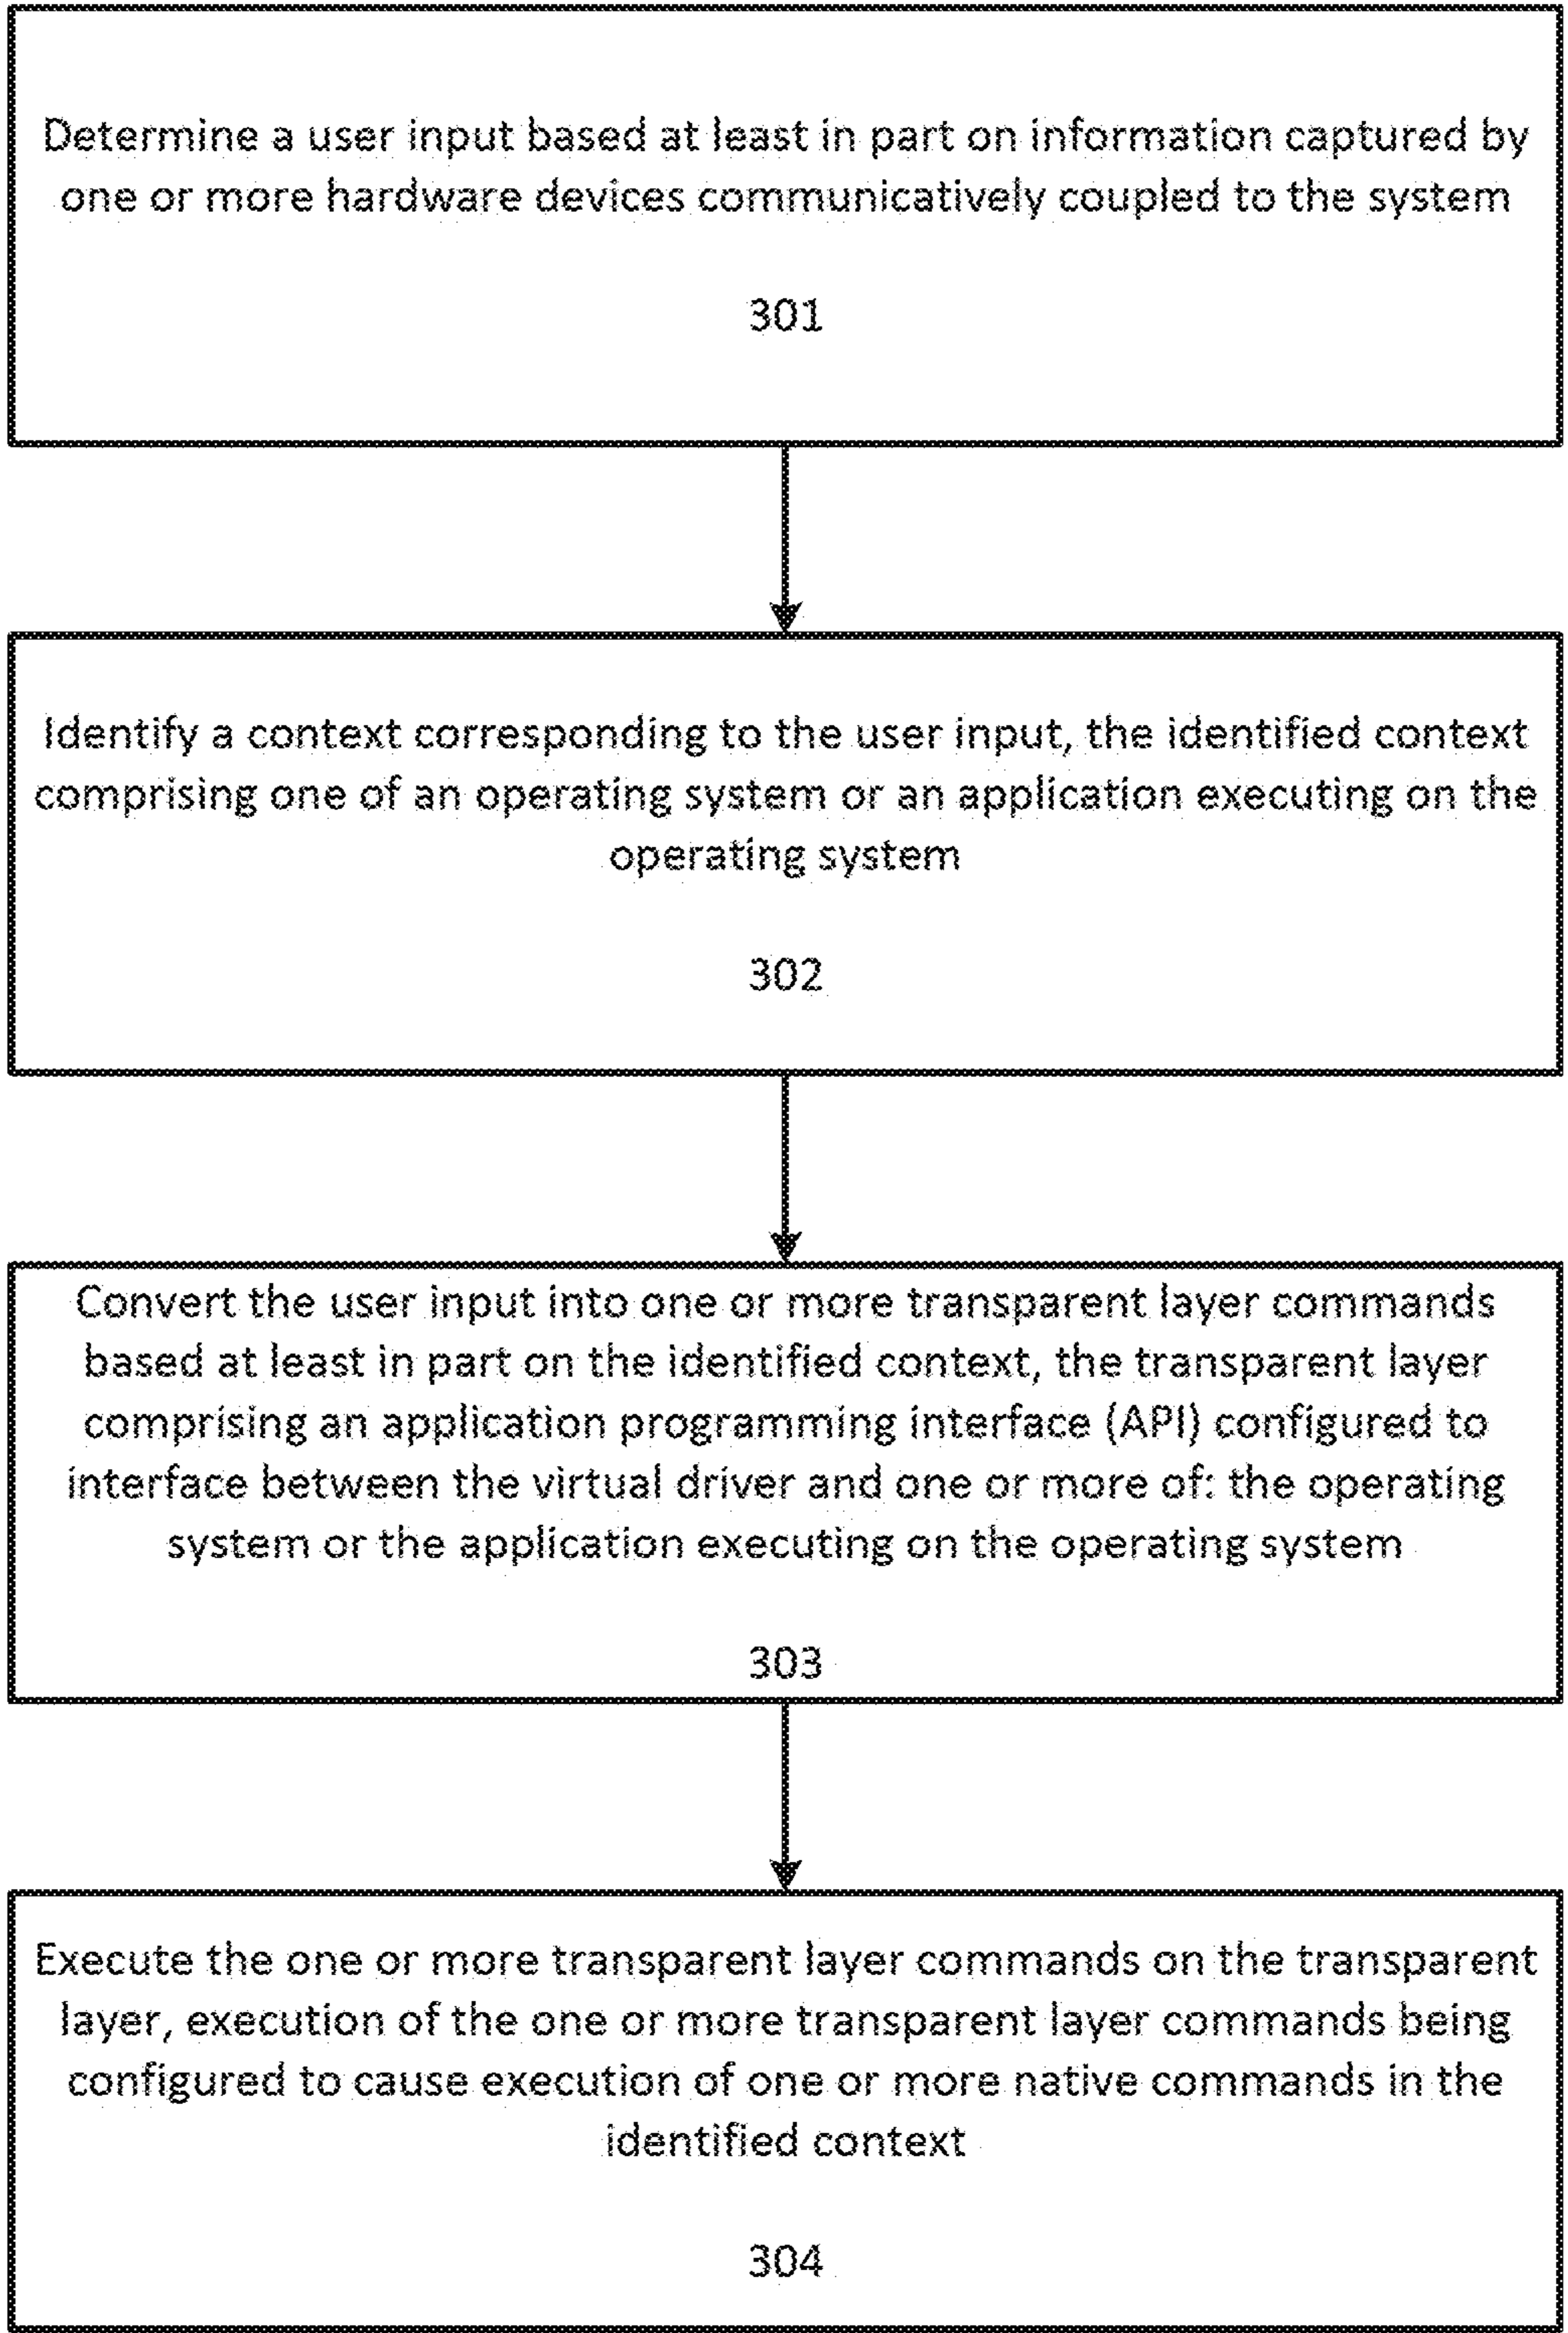 Determine a user input based at least in part on information captured by
one or more hardware devices communicatively coupled to the system
301
Identify a context corresponding to the user input, the identified context
comprising one of an operating system or an application executing on the
operating system
302
Convert the user input into one or more transparent layer commands
based at least in part on the identified context, the transparent layer
comprising an application programming interface (API) configured to
interface between the virtual driver and one or more of: the operating
system or the application executing on the operating system
303
Execute the one or more transparent layer commands on the transparent
layer, execution of the one or more transparent layer commands being
configured to cause execution of one or more native commands in the
identified context
304